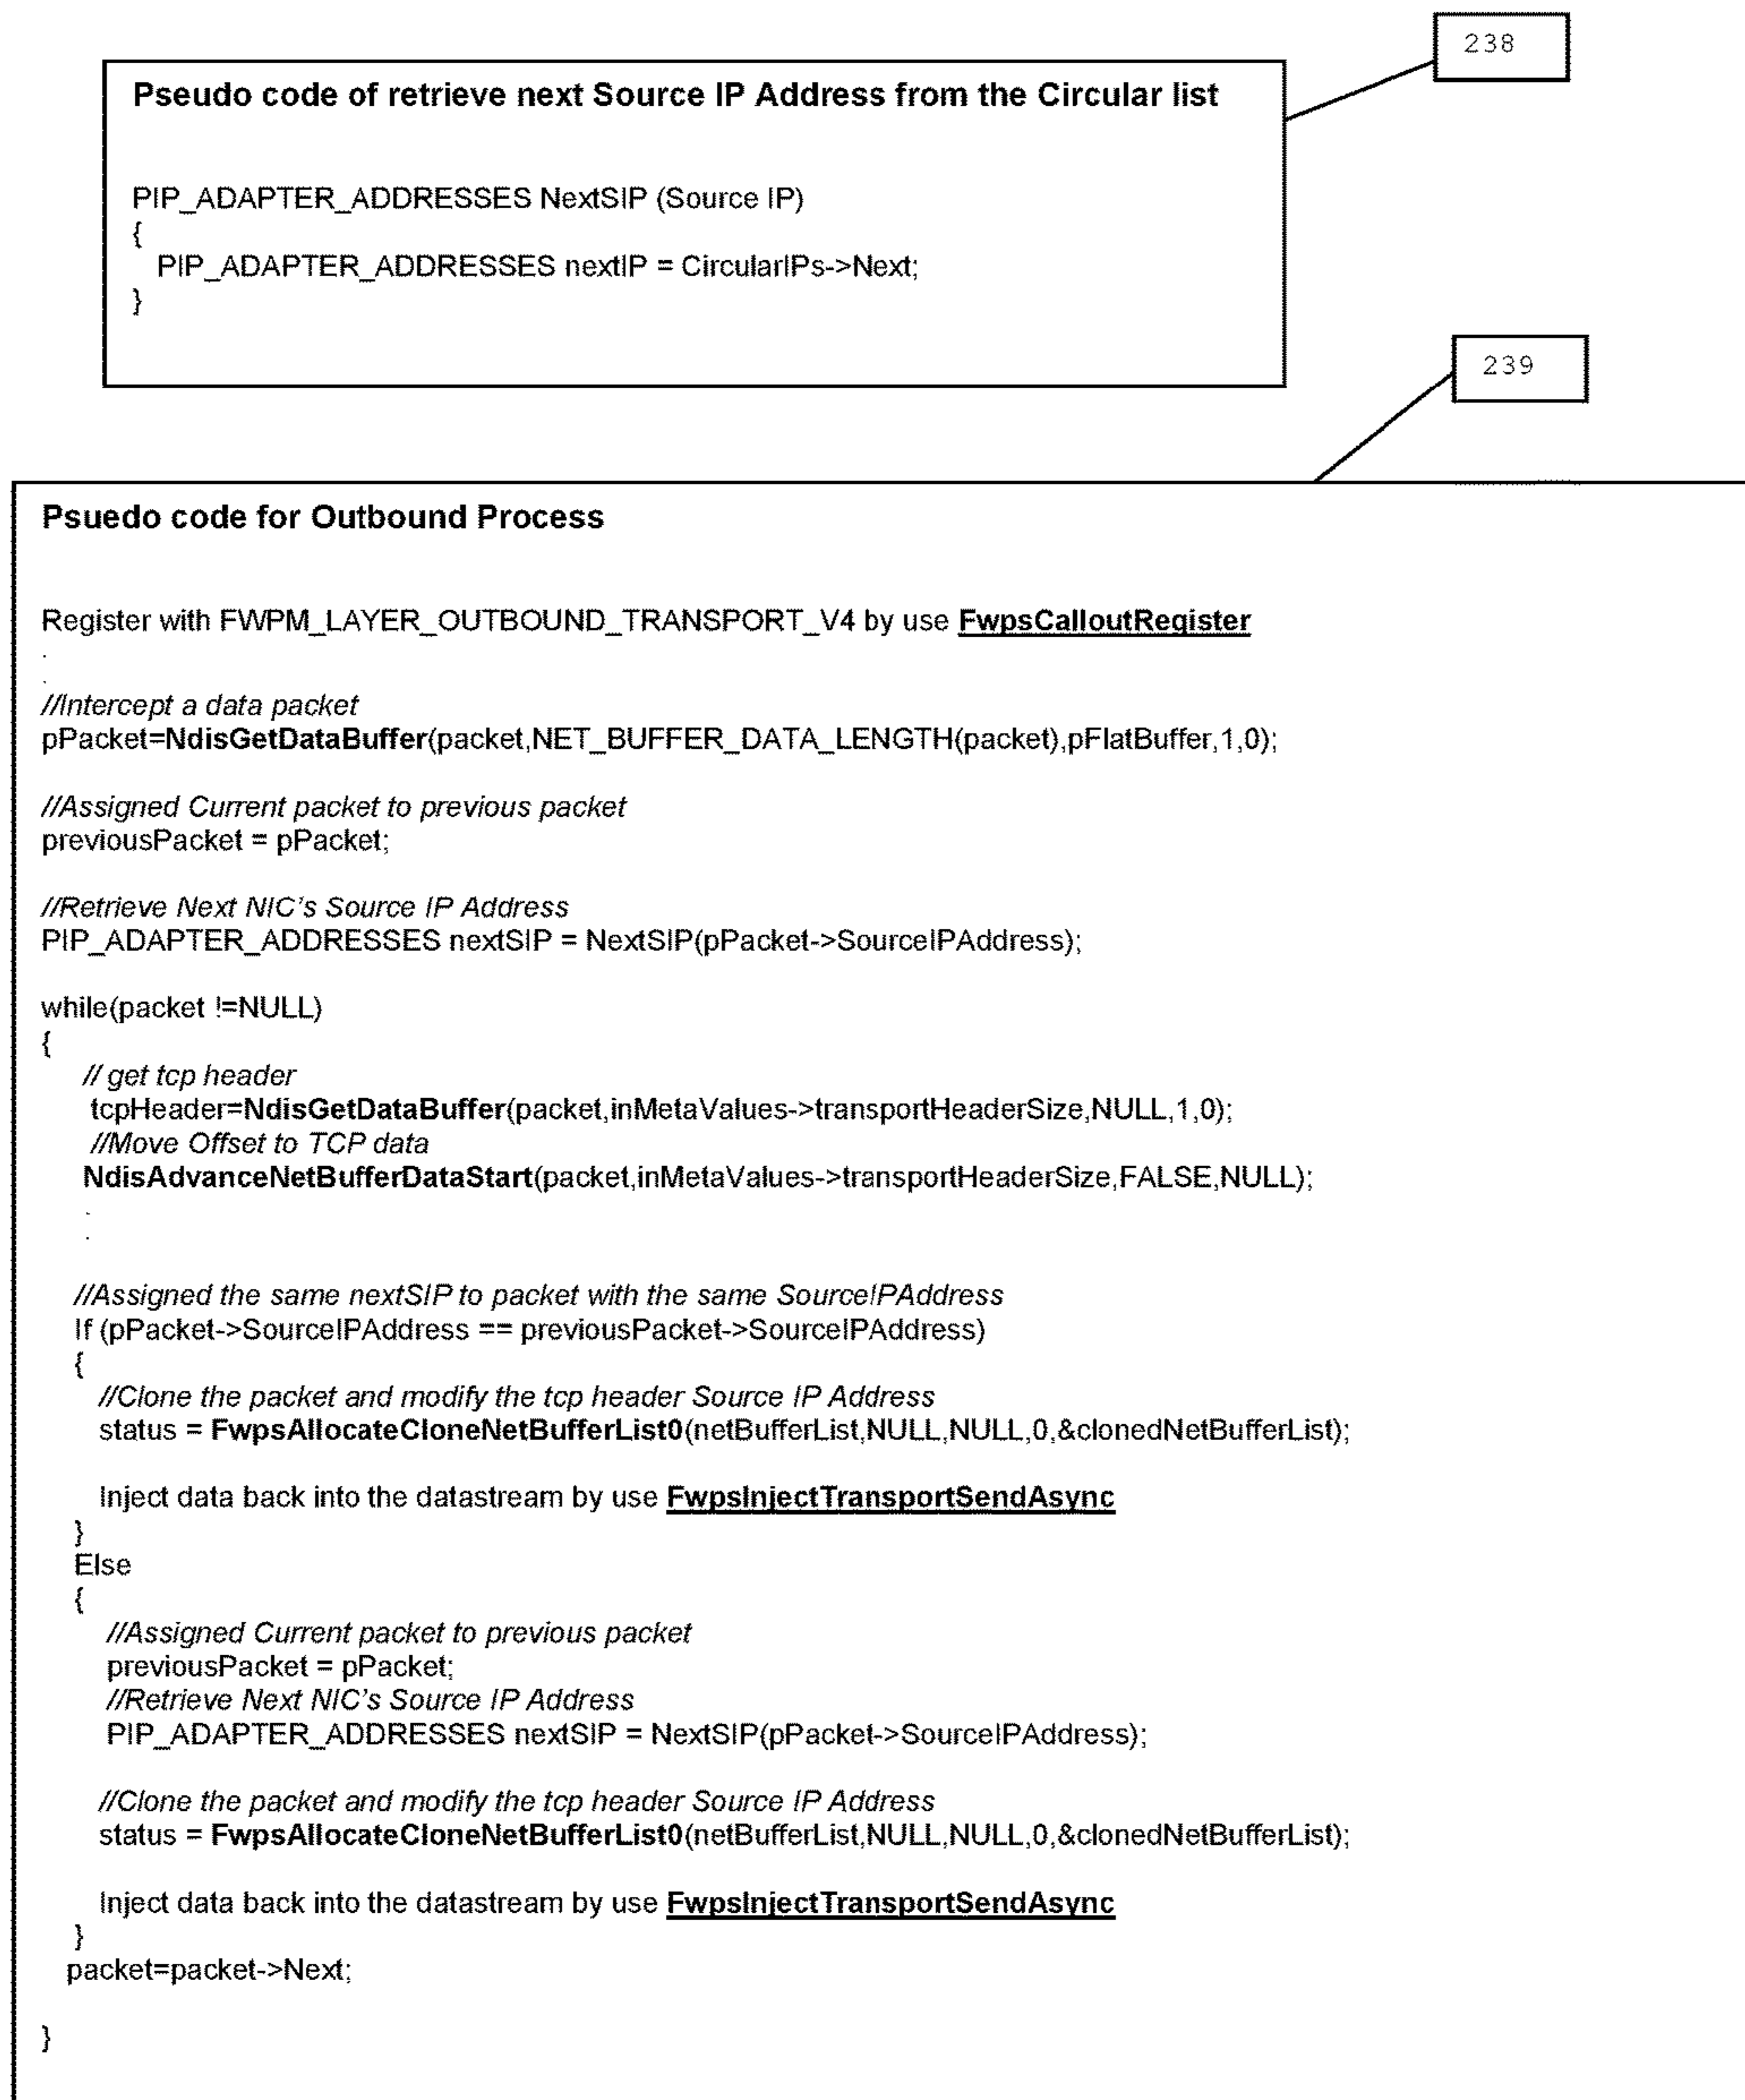 238
Pseudo code of retrieve next Source IP Address from the Circular list
PIP_ADAPTER_ADDRESSES NextSIP (Source IP)
{
PIP_ADAPTER_ADDRESSES nextIP = CircularIPs->Next;
}
239
Psuedo code for Outbound Process
Register with FWPM_LAYER_OUTBOUND_TRANSPORT_V4 by use FwpsCalloutRegister
.
.
//Intercept a data packet
pPacket=NdisGetDataBuffer(packet,NET_BUFFER_DATA_LENGTH(packet),pFlatBuffer,1,0);
//Assigned Current packet to previous packet
previousPacket = pPacket;
//Retrieve Next NIC's Source IP Address
PIP_ADAPTER_ADDRESSES nextSIP = NextSIP(pPacket->SourceIPAddress);
while(packet !=NULL)
{
// get tcp header
tcpHeader=NdisGetDataBuffer(packet,inMetaValues->transportHeaderSize,NULL,1,0);
//Move Offset to TCP data
NdisAdvanceNetBufferDataStart(packet,inMetaValues->transportHeaderSize,FALSE,NULL);
.
.
//Assigned the same nextSIP to packet with the same SourceIPAddress
If (pPacket->SourceIPAddress == previousPacket->SourceIPAddress)
{
//Clone the packet and modify the tcp header Source IP Address
status = FwpsAllocateCloneNetBufferList0(netBufferList,NULL,NULL,0,&clonedNetBufferList);
Inject data back into the datastream by use FwpsInjectTransportSendAsync
}
Else
{
//Assigned Current packet to previous packet
previousPacket = pPacket;
//Retrieve Next NIC's Source IP Address
PIP_ADAPTER_ADDRESSES nextSIP = NextSIP(pPacket->SourceIPAddress);
//Clone the packet and modify the tcp header Source IP Address
status = FwpsAllocateCloneNetBufferList0(netBufferList,NULL,NULL,0,&clonedNetBufferList);
Inject data back into the datastream by use FwpsInjectTransportSendAsync
}
packet=packet->Next;
}